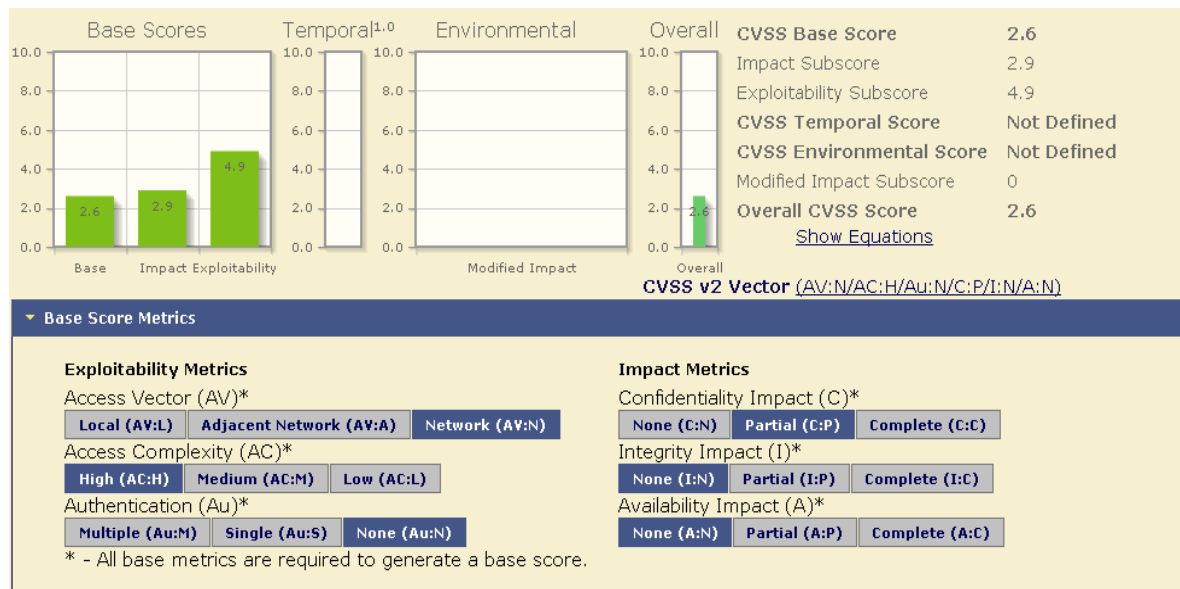 Base Scores
10.0
8.0
6.0
4.0
2.0
0.0
2.6
2.9
4.9
Base Impact Exploitability
Temporal
1.0
10.0
8.0
6.0
4.0
2.0
0.0
Environmental
10.0
8.0
6.0
4.0
2.0
0.0
Modified Impact
Overall
10.0
8.0
6.0
4.0
2.0
0.0
2.6
Overall
CVSS Base Score 2.6
Impact Subscore 2.9
Exploitability Subscore 4.9
CVSS Temporal Score Not Defined
CVSS Environmental Score Not Defined
Modified Impact Subscore 0
Overall CVSS Score 2.6
Show Equations
CVSS v2 Vector (AV:N/AC:H/Au:N/C:P/I:N/A:N)
Base Score Metrics
Exploitability Metrics
Access Vector (AV)*
Local (AV:L) Adjacent Network (AV:A) Network (AV:N)
Access Complexity (AC)*
High (AC:H) Medium (AC:M) Low (AC:L)
Authentication (Au)*
Multiple (Au:M) Single (Au:S) None (Au:N)
* - All base metrics are required to generate a base score.
Impact Metrics
Confidentiality Impact (C)*
None (C:N) Partial (C:P) Complete (C:C)
Integrity Impact (I)*
None (I:N) Partial (I:P) Complete (I:C)
Availability Impact (A)*
None (A:N) Partial (A:P) Complete (A:C)